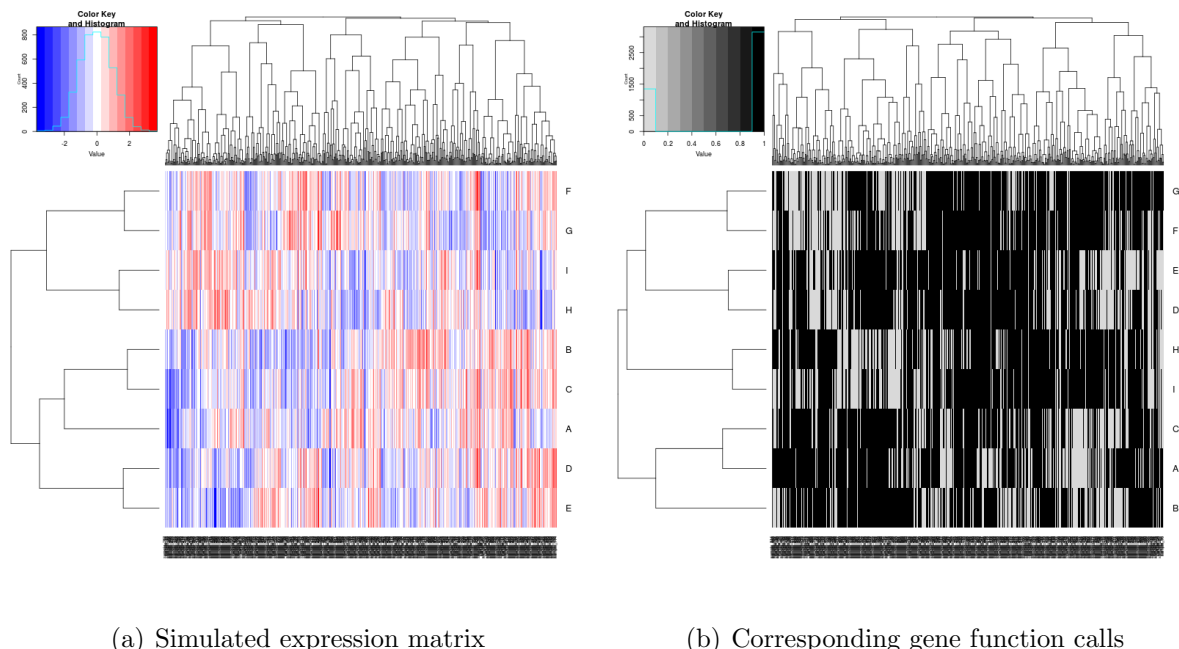 Color Key
and Histogram
Count
0 200 400 600 800
-2 0 2
Value
F
G
I
H
B
C
A
D
E
Color Key
and Histogram
Count
0 500 1500 2500
0 0.2 0.4 0.6 0.8 1
Value
G
F
E
D
H
I
C
A
B
(a) Simulated expression matrix
(b) Corresponding gene function calls